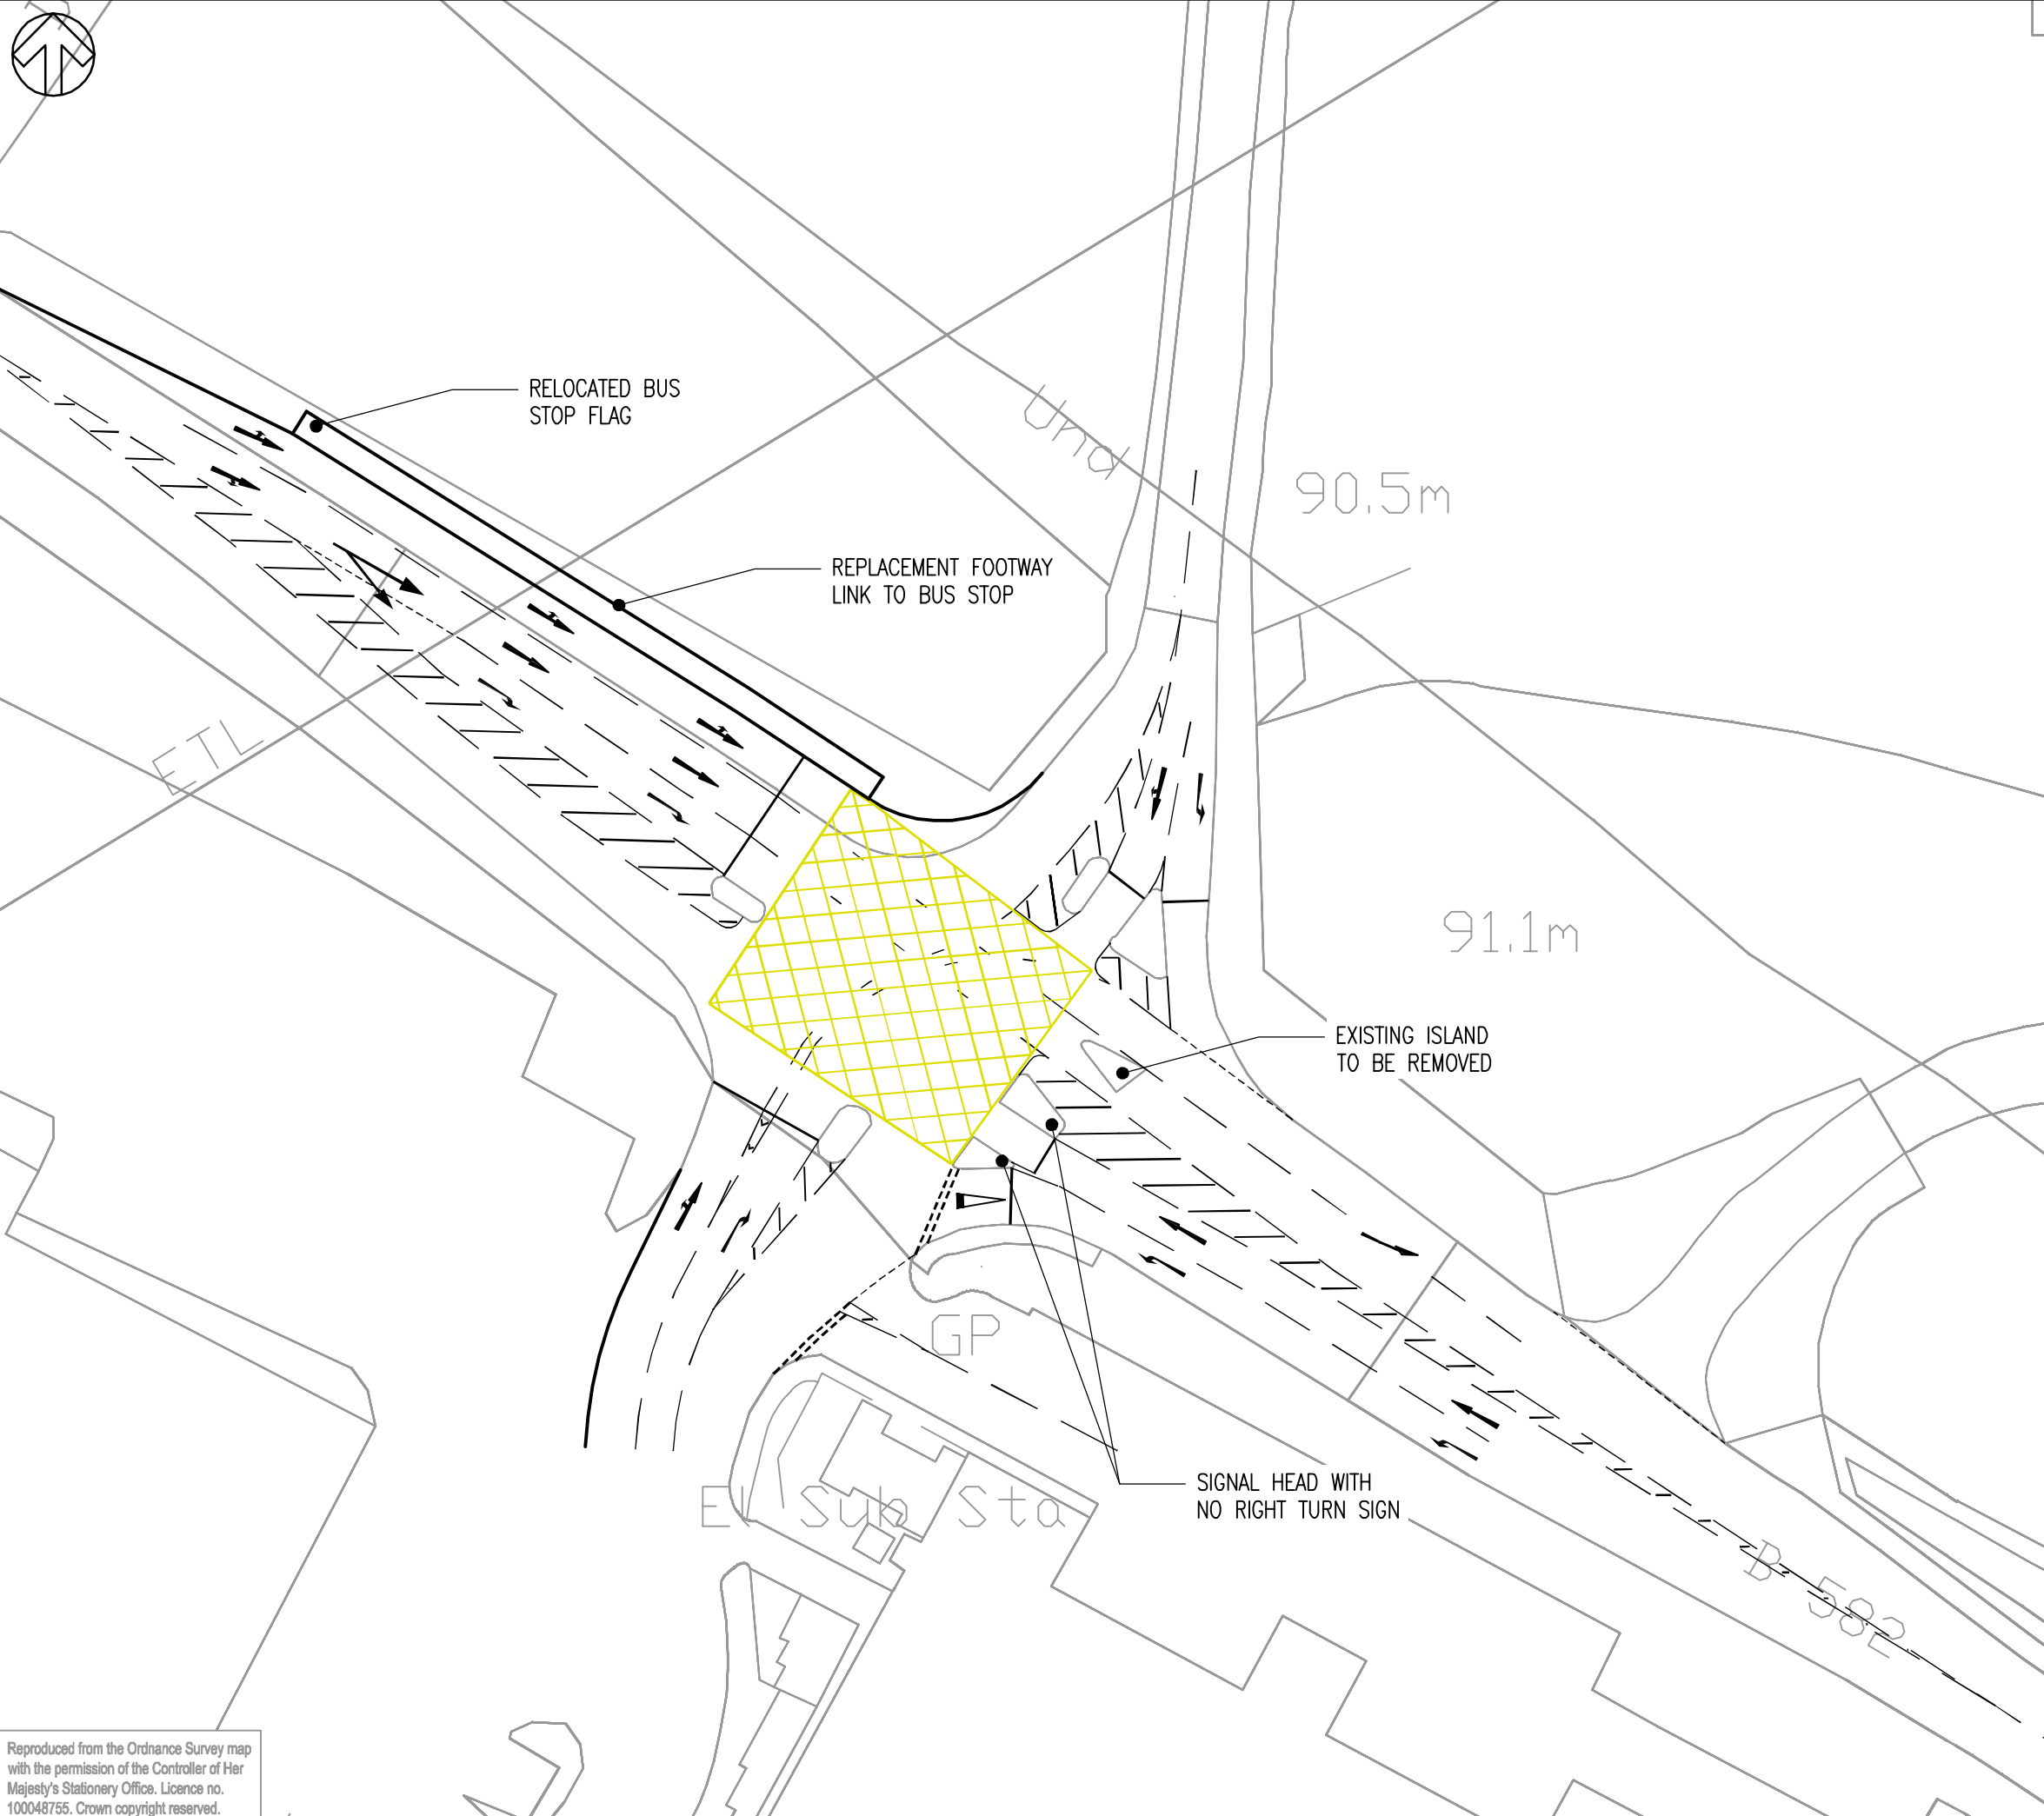 RELOCATED BUS
STOP FLAG
Und
90.5m
REPLACEMENT FOOTWAY
LINK TO BUS STOP
ETL
91.1m
EXISTING ISLAND
TO BE REMOVED
GP
SIGNAL HEAD WITH
NO RIGHT TURN SIGN
El Sub Sta
B 582
Reproduced from the Ordnance Survey map
with the permission of the Controller of Her
Majesty's Stationery Office. Licence no.
100048755. Crown copyright reserved.